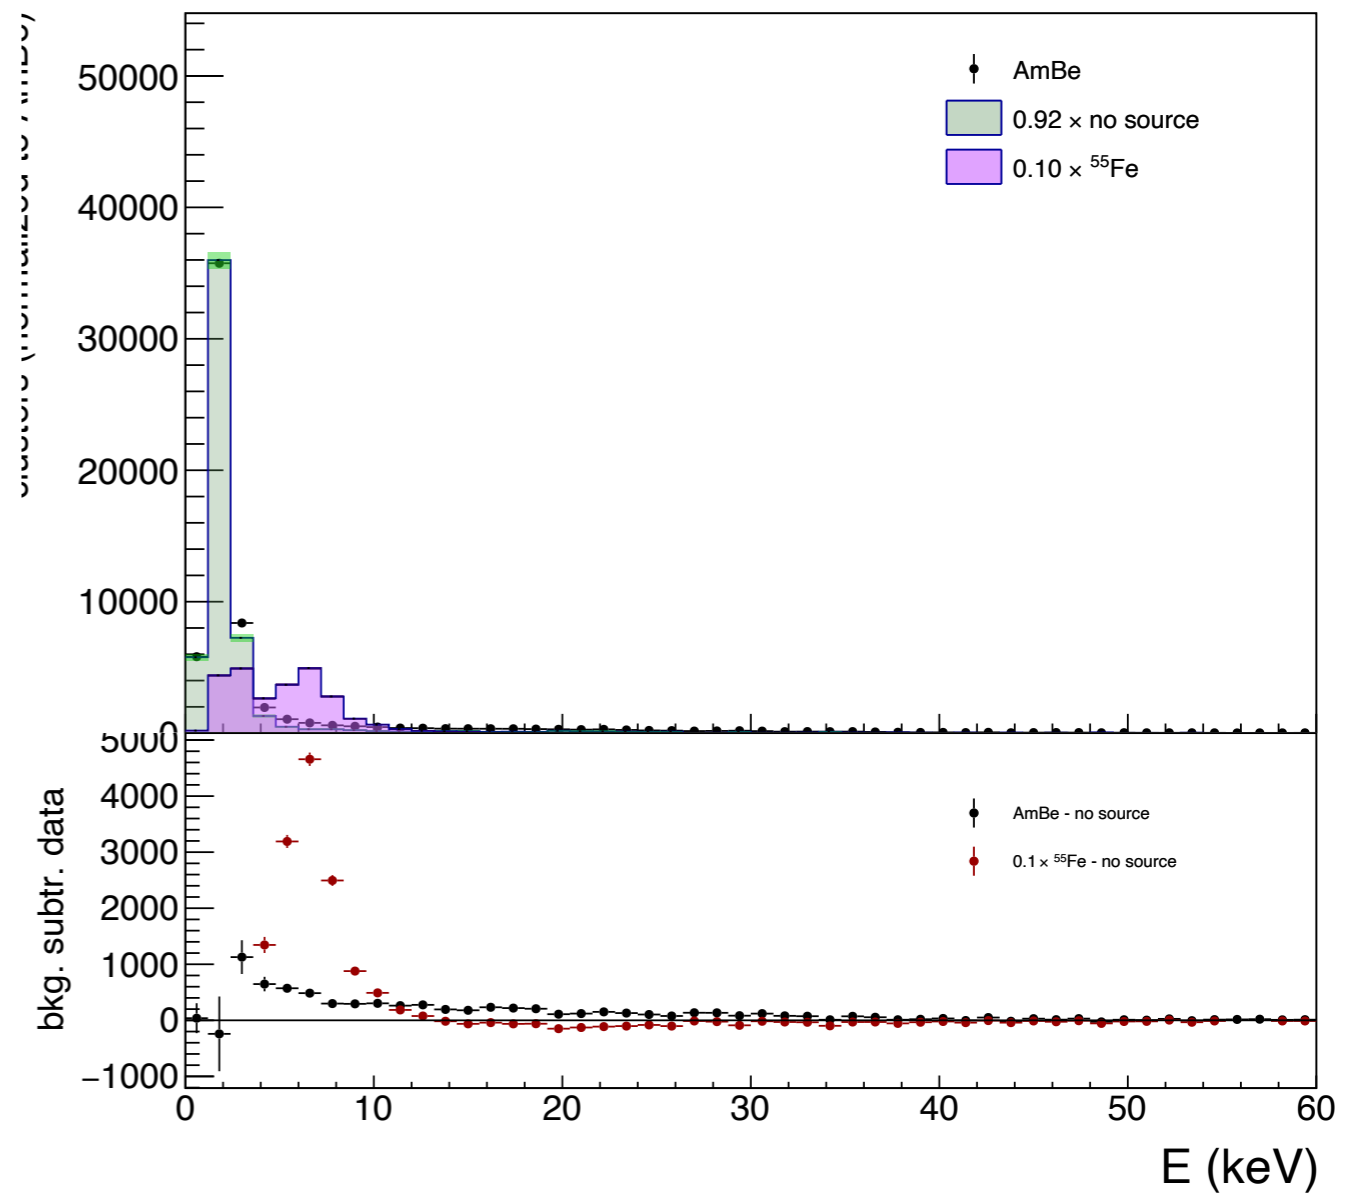 50000
40000
30000
20000
10000
0
AmBe
0.92 × no source
0.10 × ⁵⁵Fe
5000
4000
3000
2000
1000
0
−1000
bkg. subtr. data
AmBe - no source
0.1 × ⁵⁵Fe - no source
0 10 20 30 40 50 60
E (keV)